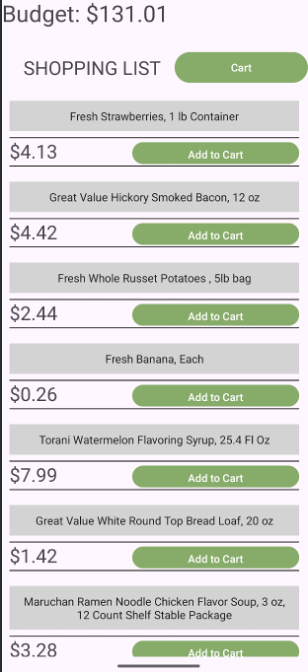 Budget: $131.01
SHOPPING LIST
Cart
Fresh Strawberries, 1 lb Container
$4.13
Add to Cart
Great Value Hickory Smoked Bacon, 12 oz
$4.42
Add to Cart
Fresh Whole Russet Potatoes , 5lb bag
$2.44
Add to Cart
Fresh Banana, Each
$0.26
Add to Cart
Torani Watermelon Flavoring Syrup, 25.4 Fl Oz
$7.99
Add to Cart
Great Value White Round Top Bread Loaf, 20 oz
$1.42
Add to Cart
Maruchan Ramen Noodle Chicken Flavor Soup, 3 oz,
12 Count Shelf Stable Package
$3.28
Add to Cart